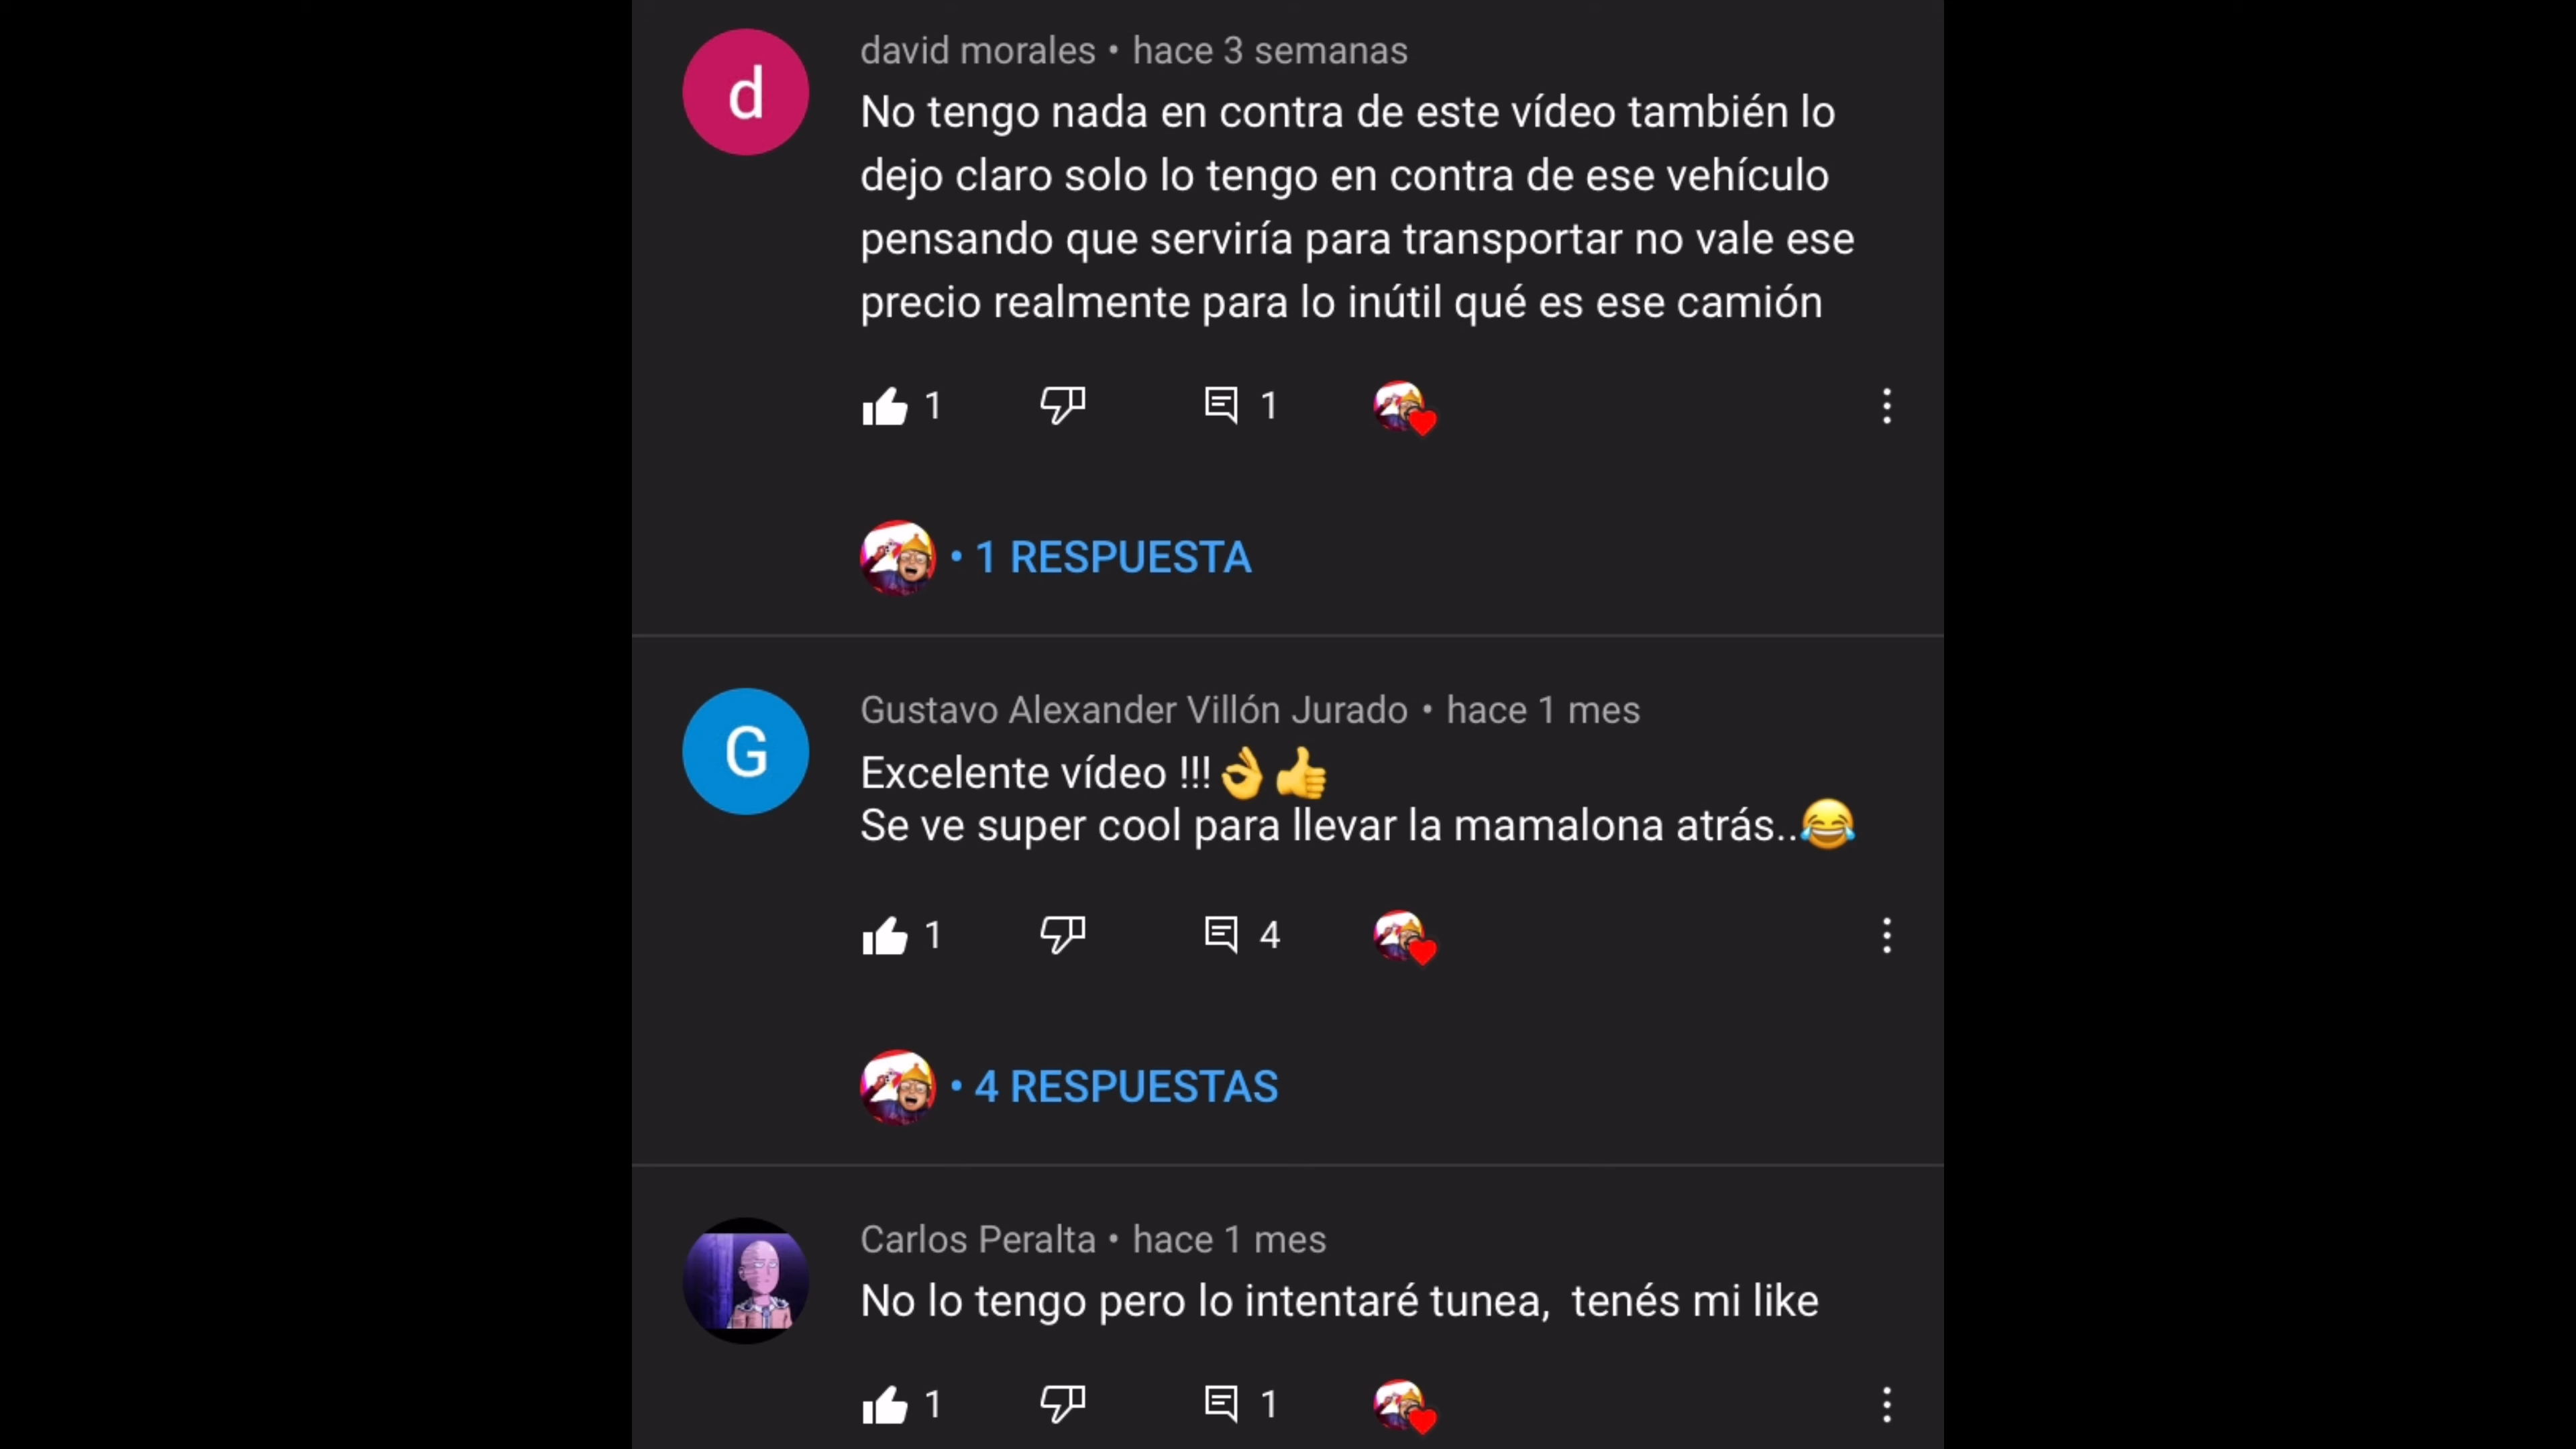 d
david morales • hace 3 semanas
No tengo nada en contra de este vídeo también lo
dejo claro solo lo tengo en contra de ese vehículo
pensando que serviría para transportar no vale ese
precio realmente para lo inútil qué es ese camión
1 1
• 1 RESPUESTA
G
Gustavo Alexander Villón Jurado • hace 1 mes
Excelente vídeo !!!👌👍
Se ve super cool para llevar la mamalona atrás..😂
1 4
• 4 RESPUESTAS
Carlos Peralta • hace 1 mes
No lo tengo pero lo intentaré tunea,  tenés mi like
1 1